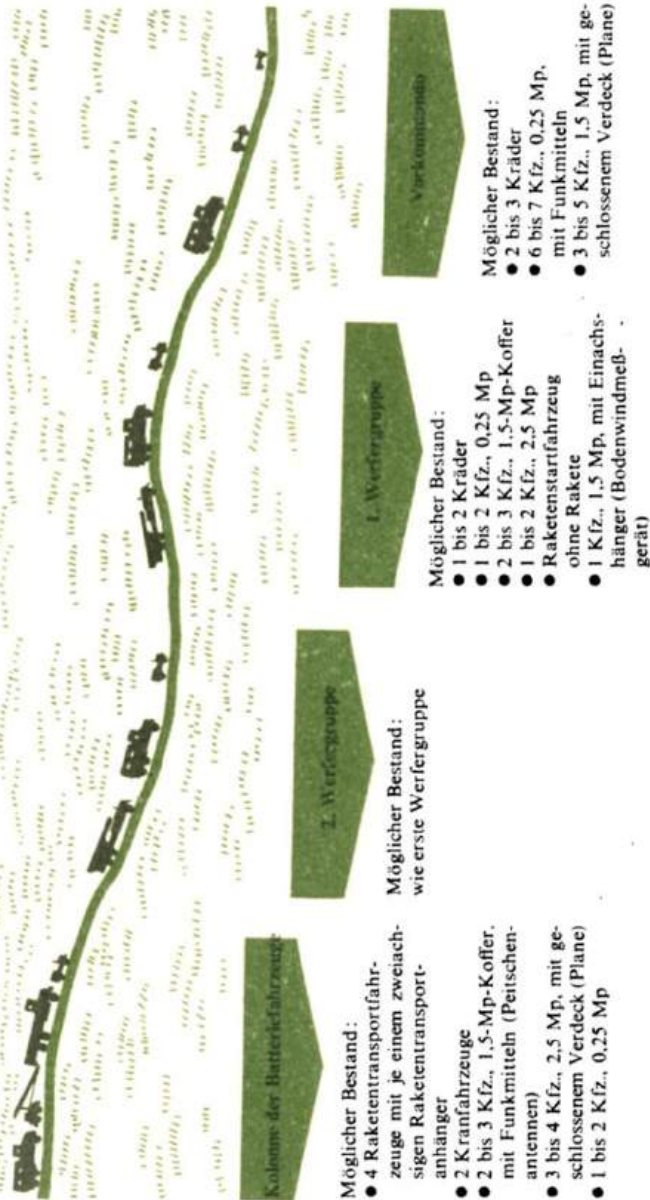 Kolonne der Batteriefahrzeuge
Möglicher Bestand:
● 4 Raketentransportfahr-
zeuge mit je einem zweiach-
sigen Raketentransport-
anhänger
● 2 Kranfahrzeuge
● 2 bis 3 Kfz., 1,5-Mp-Koffer,
mit Funkmitteln (Peitschen-
antennen)
● 3 bis 4 Kfz., 2,5 Mp, mit ge-
schlossenem Verdeck (Plane)
● 1 bis 2 Kfz., 0,25 Mp
2. Werfergruppe
Möglicher Bestand:
wie erste Werfergruppe
1. Werfergruppe
Möglicher Bestand:
● 1 bis 2 Kräder
● 1 bis 2 Kfz., 0,25 Mp
● 2 bis 3 Kfz., 1,5-Mp-Koffer
● 1 bis 2 Kfz., 2,5 Mp
● Raketenstartfahrzeug
ohne Rakete
● 1 Kfz., 1,5 Mp, mit Einachs-
hänger (Bodenwindmeß-
gerät)
Vorkommando
Möglicher Bestand:
● 2 bis 3 Kräder
● 6 bis 7 Kfz., 0,25 Mp,
mit Funkmitteln
● 3 bis 5 Kfz., 1,5 Mp, mit ge-
schlossenem Verdeck (Plane)